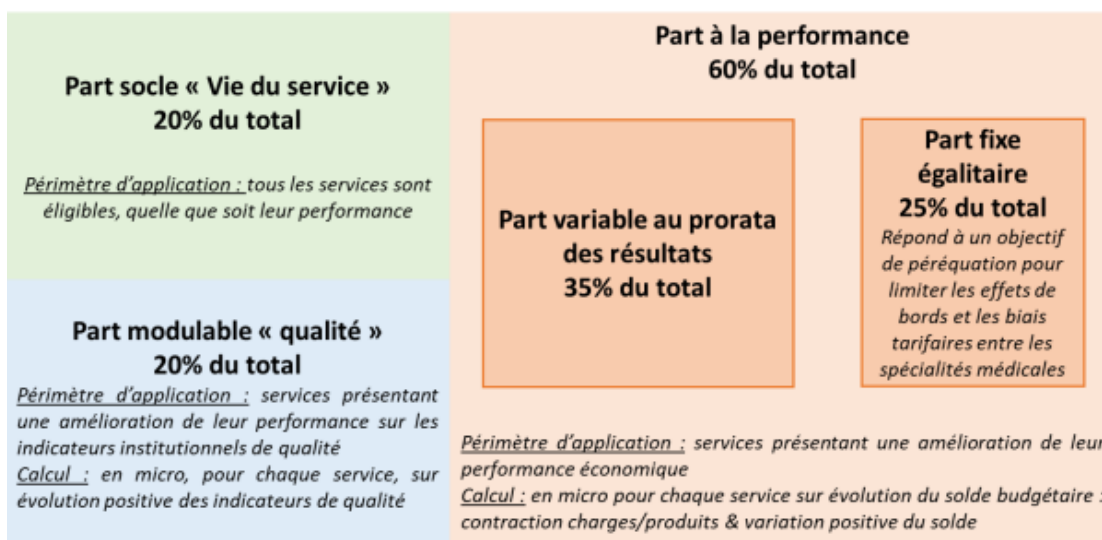 Part socle « Vie du service »
20% du total
Périmètre d’application : tous les services sont
éligibles, quelle que soit leur performance
Part modulable « qualité »
20% du total
Périmètre d’application : services présentant
une amélioration de leur performance sur les
indicateurs institutionnels de qualité
Calcul : en micro, pour chaque service, sur
évolution positive des indicateurs de qualité
Part à la performance
60% du total
Part variable au prorata
des résultats
35% du total
Part fixe
égalitaire
25% du total
Répond à un objectif
de péréquation pour
limiter les effets de
bords et les biais
tarifaires entre les
spécialités médicales
Périmètre d’application : services présentant une amélioration de leur
performance économique
Calcul : en micro pour chaque service sur évolution du solde budgétaire :
contraction charges/produits & variation positive du solde